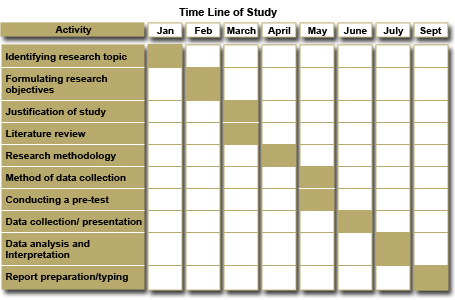 Time Line of Study
Activity Jan Feb March April May June July Sept
Identifying research topic
Formulating research
objectives
Justification of study
Literature review
Research methodology
Method of data collection
Conducting a pre-test
Data collection/ presentation
Data analysis and
Interpretation
Report preparation/typing